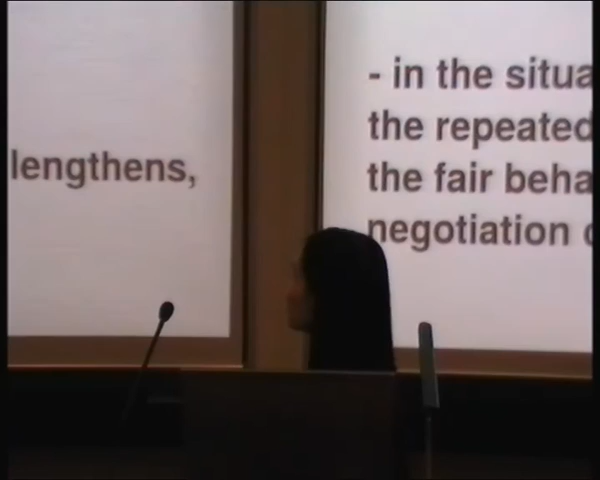 lengthens,
- in the situa
the repeated
the fair beha
negotiation